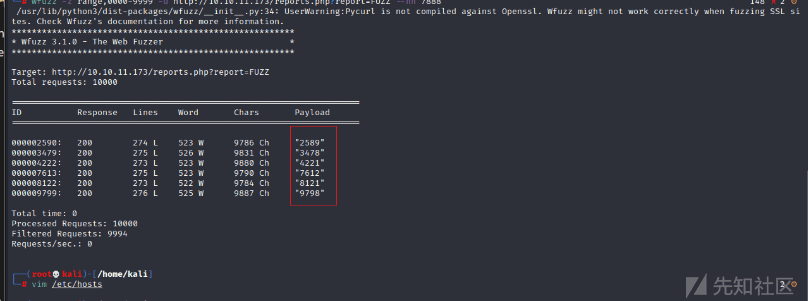 # wfuzz -z range,0000-9999 -u http://10.10.11.173/reports.php?report=FUZZ --hh 7888
/usr/lib/python3/dist-packages/wfuzz/__init__.py:34: UserWarning:Pycurl is not compiled against Openssl. Wfuzz might not work correctly when fuzzing SSL si
tes. Check Wfuzz's documentation for more information.
********************************************************
* Wfuzz 3.1.0 - The Web Fuzzer *
********************************************************
Target: http://10.10.11.173/reports.php?report=FUZZ
Total requests: 10000
=====================================================================
ID Response Lines Word Chars Payload
=====================================================================
000002590: 200 274 L 523 W 9786 Ch "2589"
000003479: 200 275 L 526 W 9831 Ch "3478"
000004222: 200 273 L 523 W 9880 Ch "4221"
000007613: 200 275 L 523 W 9790 Ch "7612"
000008122: 200 273 L 522 W 9784 Ch "8121"
000009799: 200 276 L 525 W 9887 Ch "9798"
Total time: 0
Processed Requests: 10000
Filtered Requests: 9994
Requests/sec.: 0
(root💀kali)-[/home/kali]
# vim /etc/hosts
先知社区